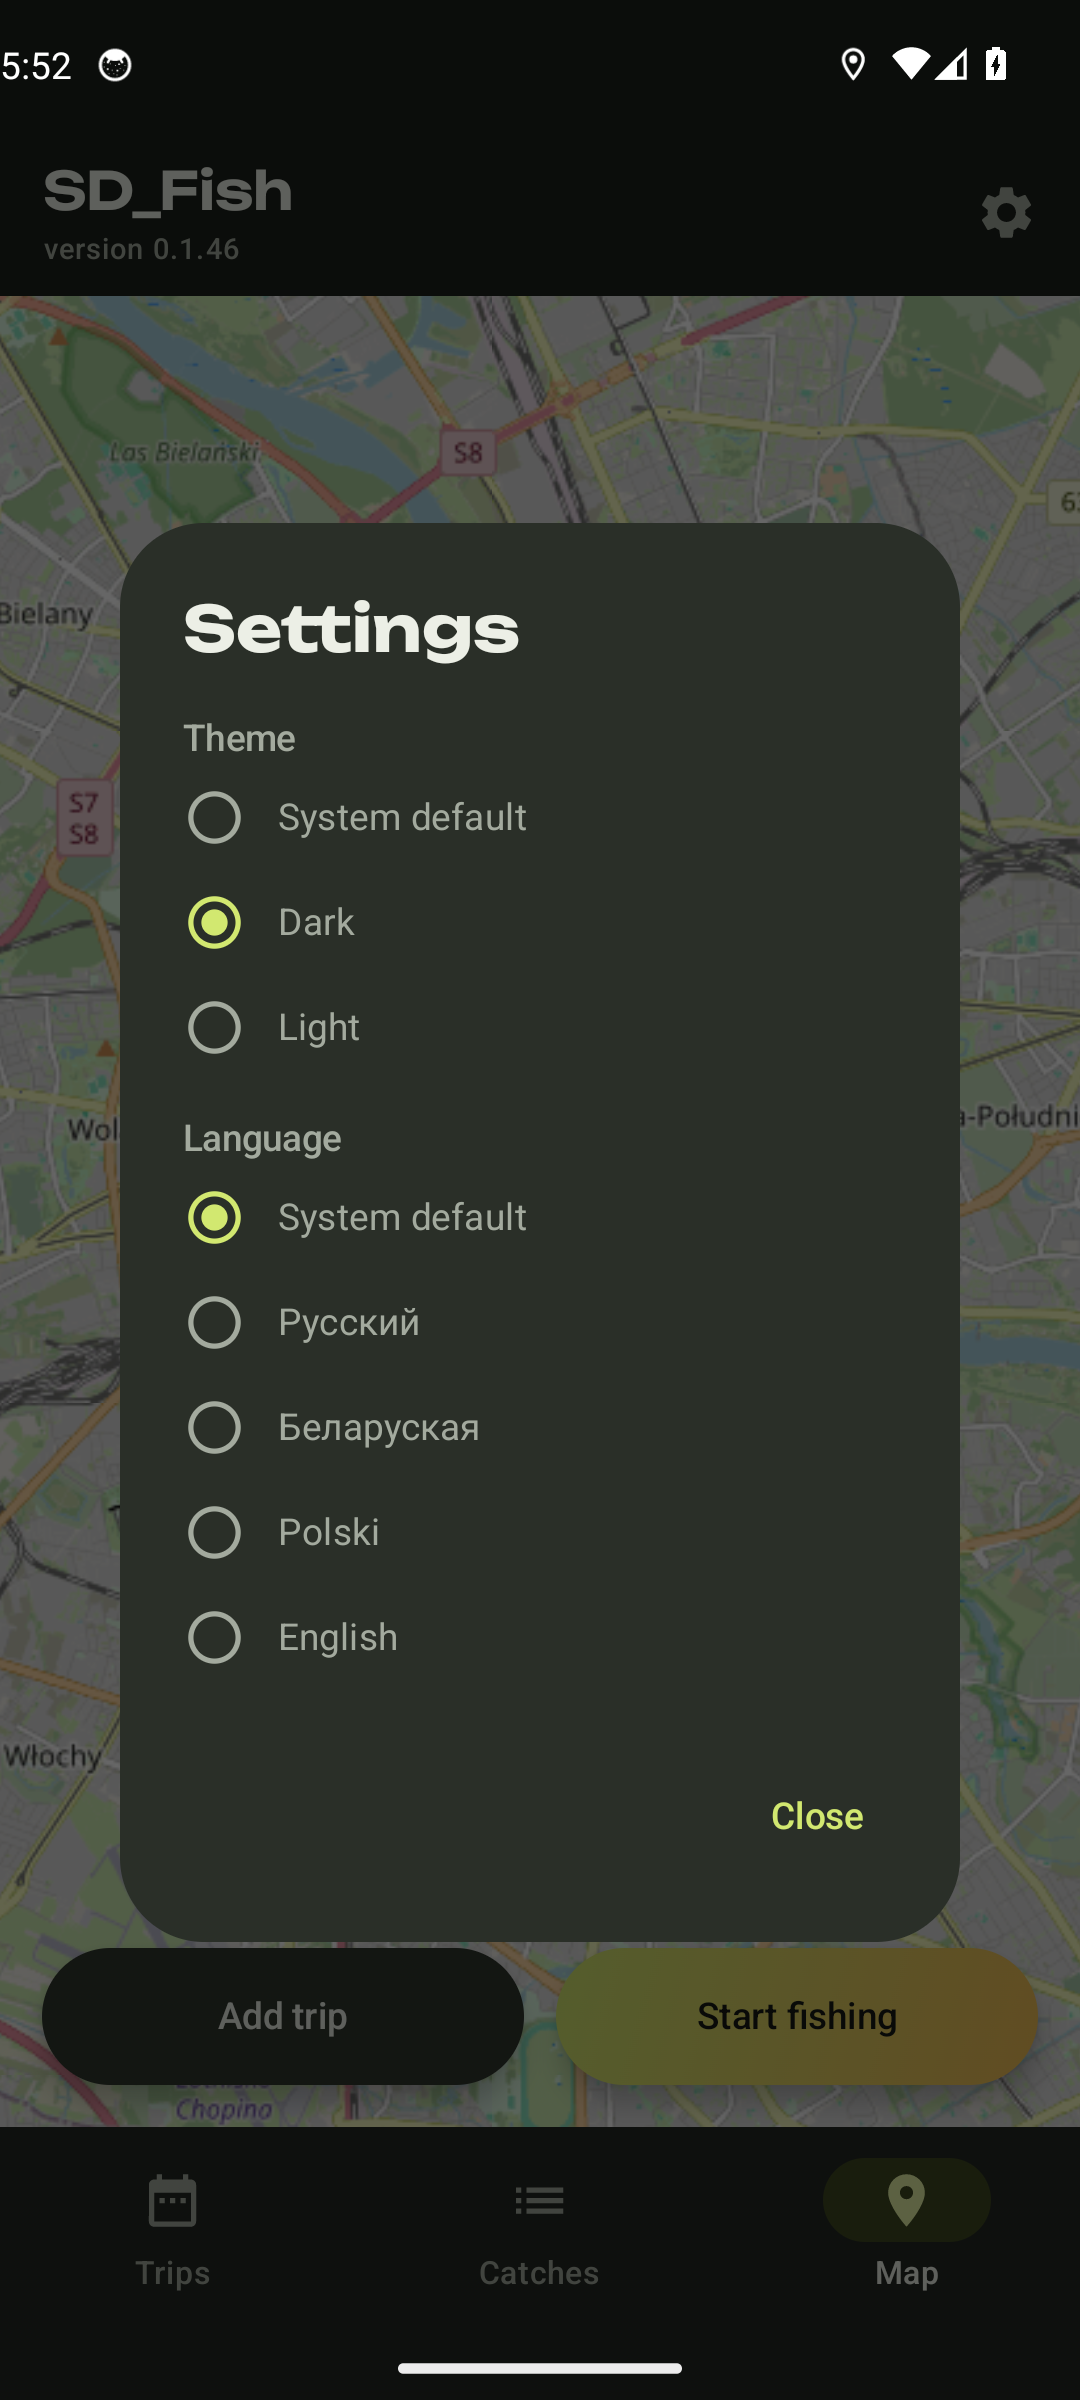 5:52
SD_Fish
version 0.1.46
Las Bielański
S8
Bielany
Settings
Theme
S7
S8
System default
Dark
Light
Language
System default
Русский
Беларуская
Polski
English
Włochy
Close
Add trip
Start fishing
Chopino
Trips
Catches
Map